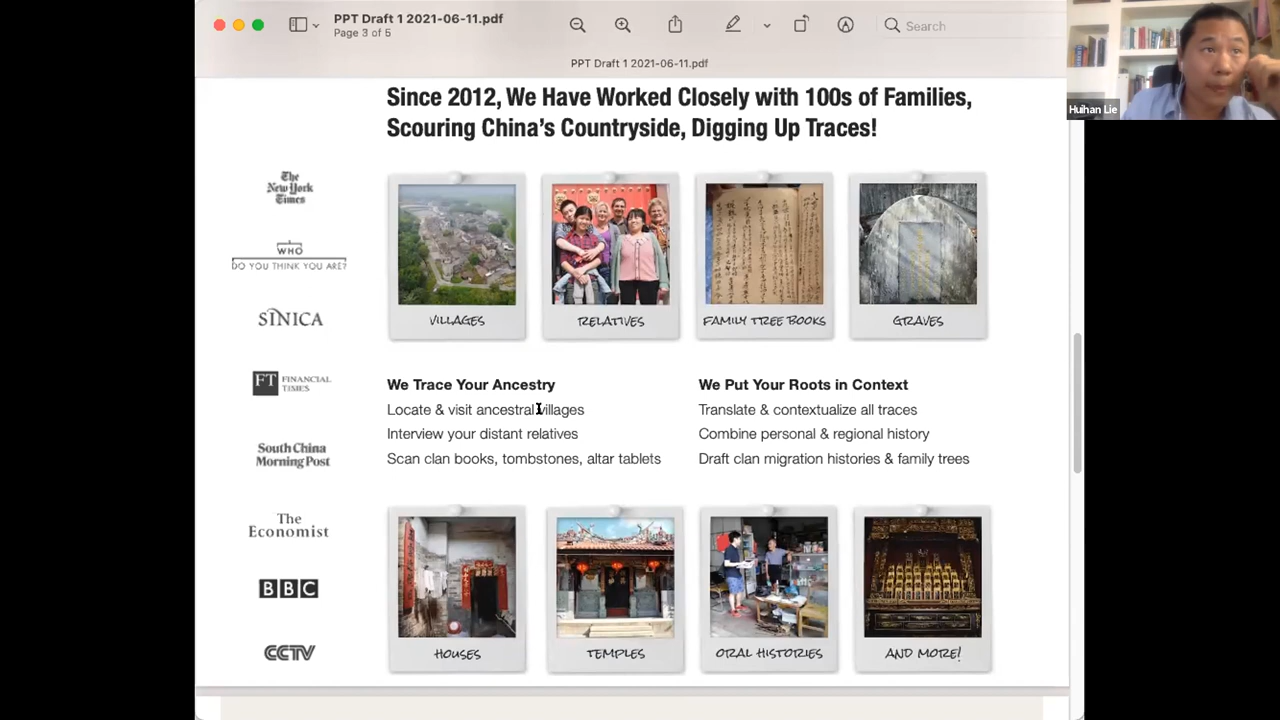 PPT Draft 1 2021-06-11.pdf
Page 3 of 5
Search
PPT Draft 1 2021-06-11.pdf
Huihan Lie
Since 2012, We Have Worked Closely with 100s of Families,
Scouring China's Countryside, Digging Up Traces!
The
New York
Times
WHO
DO YOU THINK YOU ARE?
SINICA
FT FINANCIAL
TIMES
South China
Morning Post
The
Economist
BBC
CCTV
VILLAGES
RELATIVES
FAMILY TREE BOOKS
GRAVES
We Trace Your Ancestry
Locate & visit ancestral villages
Interview your distant relatives
Scan clan books, tombstones, altar tablets
We Put Your Roots in Context
Translate & contextualize all traces
Combine personal & regional history
Draft clan migration histories & family trees
HOUSES
TEMPLES
ORAL HISTORIES
AND MORE!